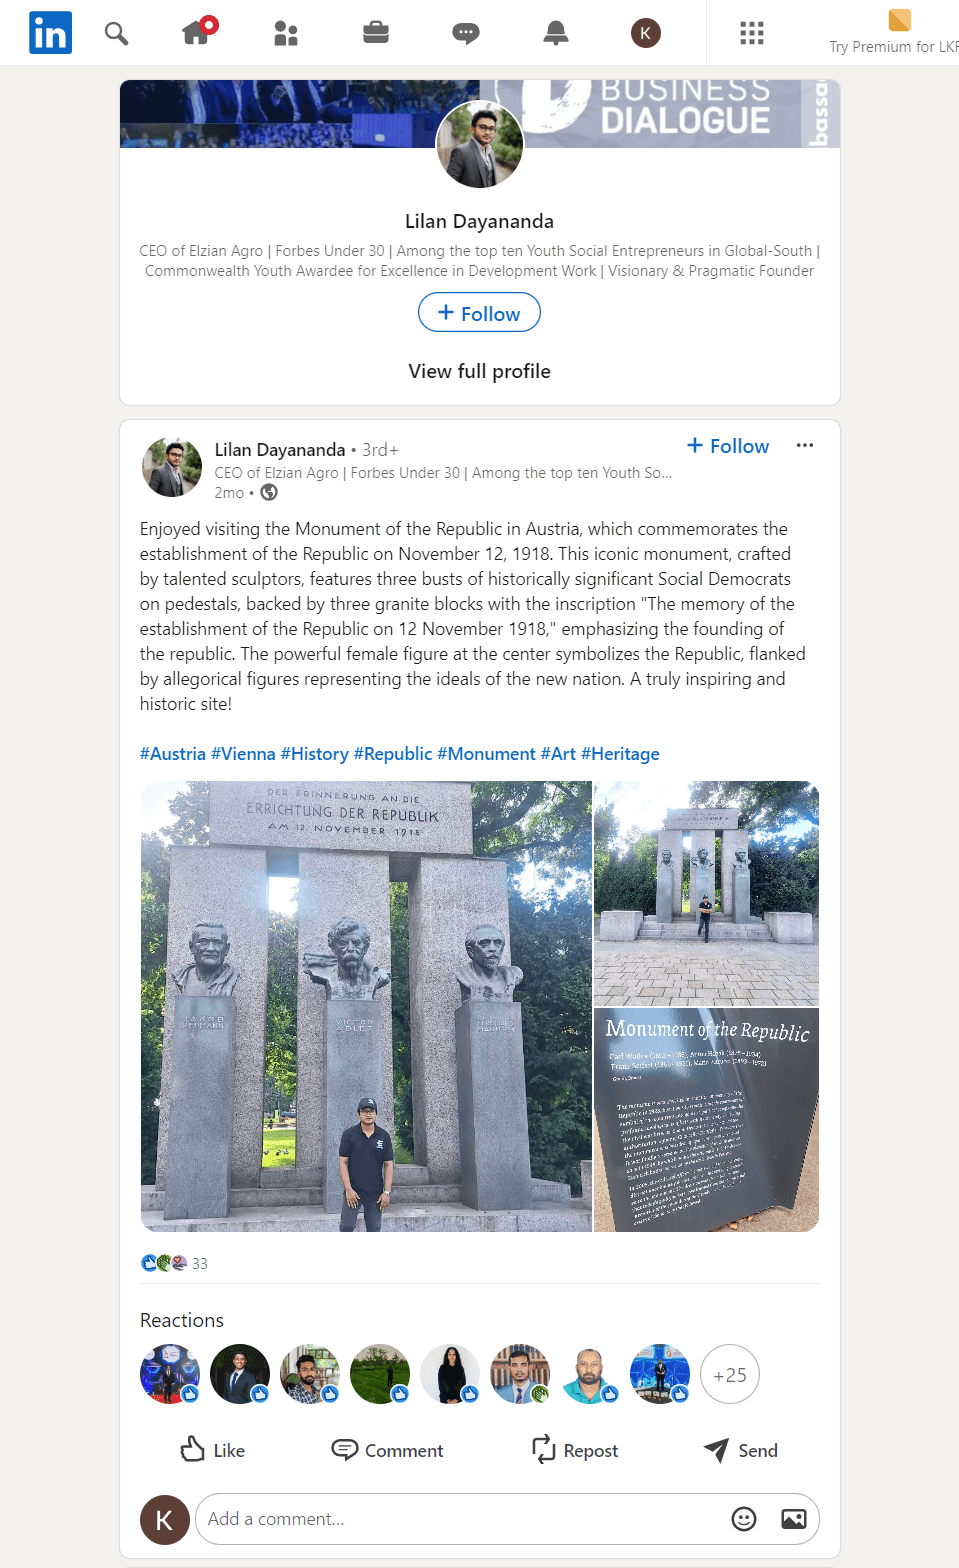 in
K
Try Premium for LKR
BUSINESS
DIALOGUE
bassa
Lilan Dayananda
CEO of Elzian Agro | Forbes Under 30 | Among the top ten Youth Social Entrepreneurs in Global-South |
Commonwealth Youth Awardee for Excellence in Development Work | Visionary & Pragmatic Founder
+ Follow
View full profile
Lilan Dayananda • 3rd+
+ Follow
CEO of Elzian Agro | Forbes Under 30 | Among the top ten Youth So...
2mo •
Enjoyed visiting the Monument of the Republic in Austria, which commemorates the
establishment of the Republic on November 12, 1918. This iconic monument, crafted
by talented sculptors, features three busts of historically significant Social Democrats
on pedestals, backed by three granite blocks with the inscription "The memory of the
establishment of the Republic on 12 November 1918," emphasizing the founding of
the republic. The powerful female figure at the center symbolizes the Republic, flanked
by allegorical figures representing the ideals of the new nation. A truly inspiring and
historic site!
#Austria #Vienna #History #Republic #Monument #Art #Heritage
DER ERINNERUNG AN DIE
ERRICHTUNG DER REPUBLIK
AM 12. NOVEMBER 1918
JAKOB
REUMANN
VICTOR
ADLER
FERDINAND
HANUSCH
Monument of the Republic
33
Reactions
+25
Like
Comment
Repost
Send
K
Add a comment...